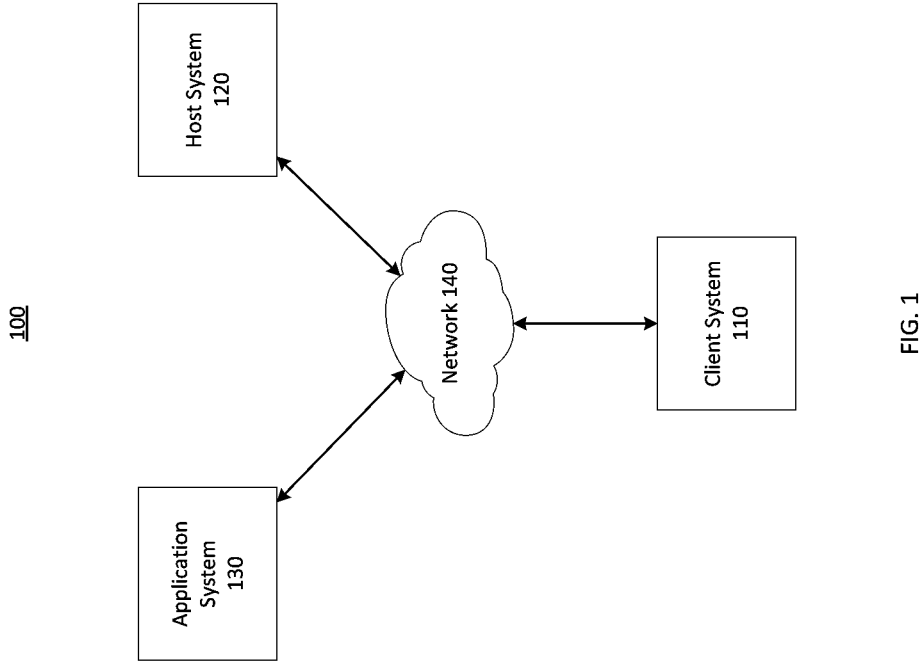 100
Application
System
130
Host System
120
Network 140
Client System
110
FIG. 1